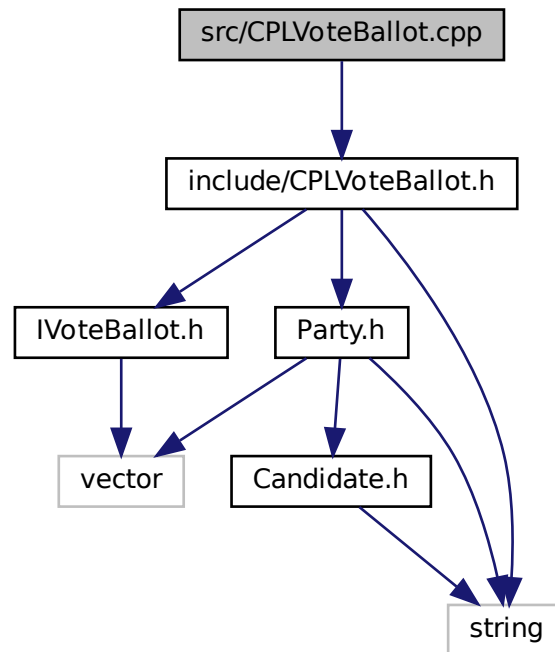 src/CPLVoteBallot.cpp
include/CPLVoteBallot.h
IVoteBallot.h
Party.h
vector
Candidate.h
string